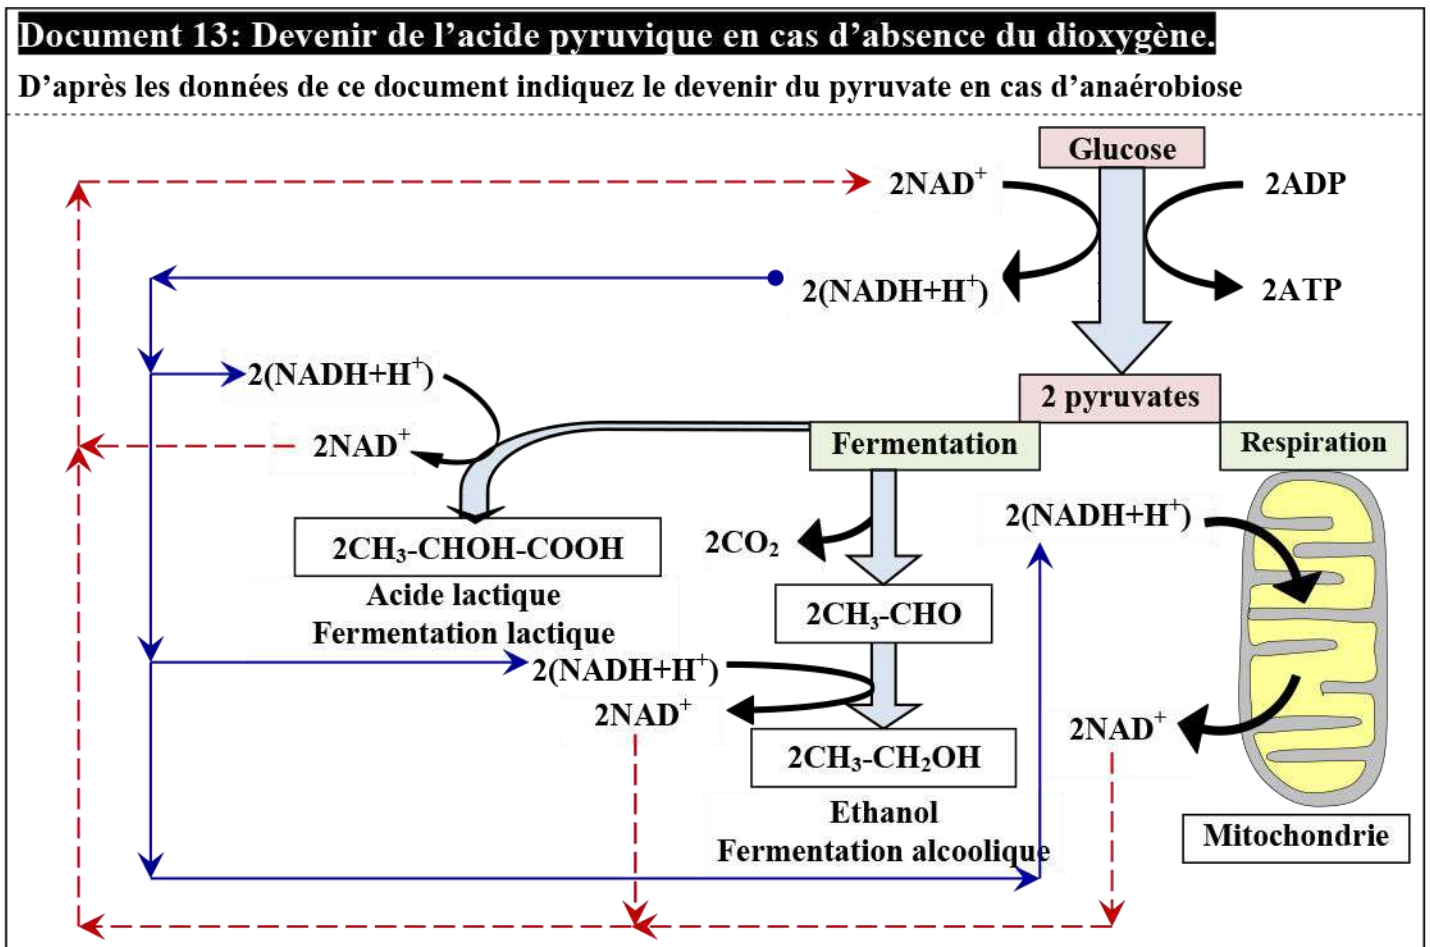 Document 13: Devenir de l’acide pyruvique en cas d’absence du dioxygène.
D’après les données de ce document indiquez le devenir du pyruvate en cas d’anaérobiose
Glucose
2NAD⁺
2ADP
2(NADH+H⁺)
2ATP
2(NADH+H⁺)
2 pyruvates
2NAD⁺
Fermentation
Respiration
2(NADH+H⁺)
2CO₂
2CH₃-CHOH-COOH
Acide lactique
Fermentation lactique
2CH₃-CHO
2(NADH+H⁺)
2NAD⁺
2NAD⁺
2CH₃-CH₂OH
Ethanol
Fermentation alcoolique
Mitochondrie